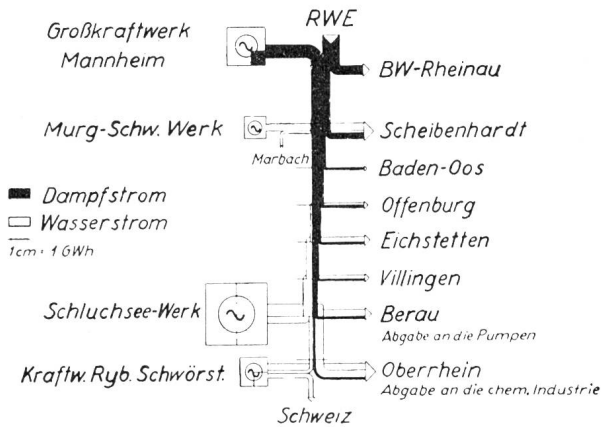 RWE
Großkraftwerk
Mannheim
BW-Rheinau
Murg-Schw. Werk
Scheibenhardt
Marbach
Baden-Oos
Dampfstrom
Wasserstrom
1cm = 1 GWh
Offenburg
Eichstetten
Villingen
Schluchsee-Werk
Berau
Abgabe an die Pumpen
Kraftw. Ryb. Schwörst.
Oberrhein
Abgabe an die chem. Industrie
Schweiz